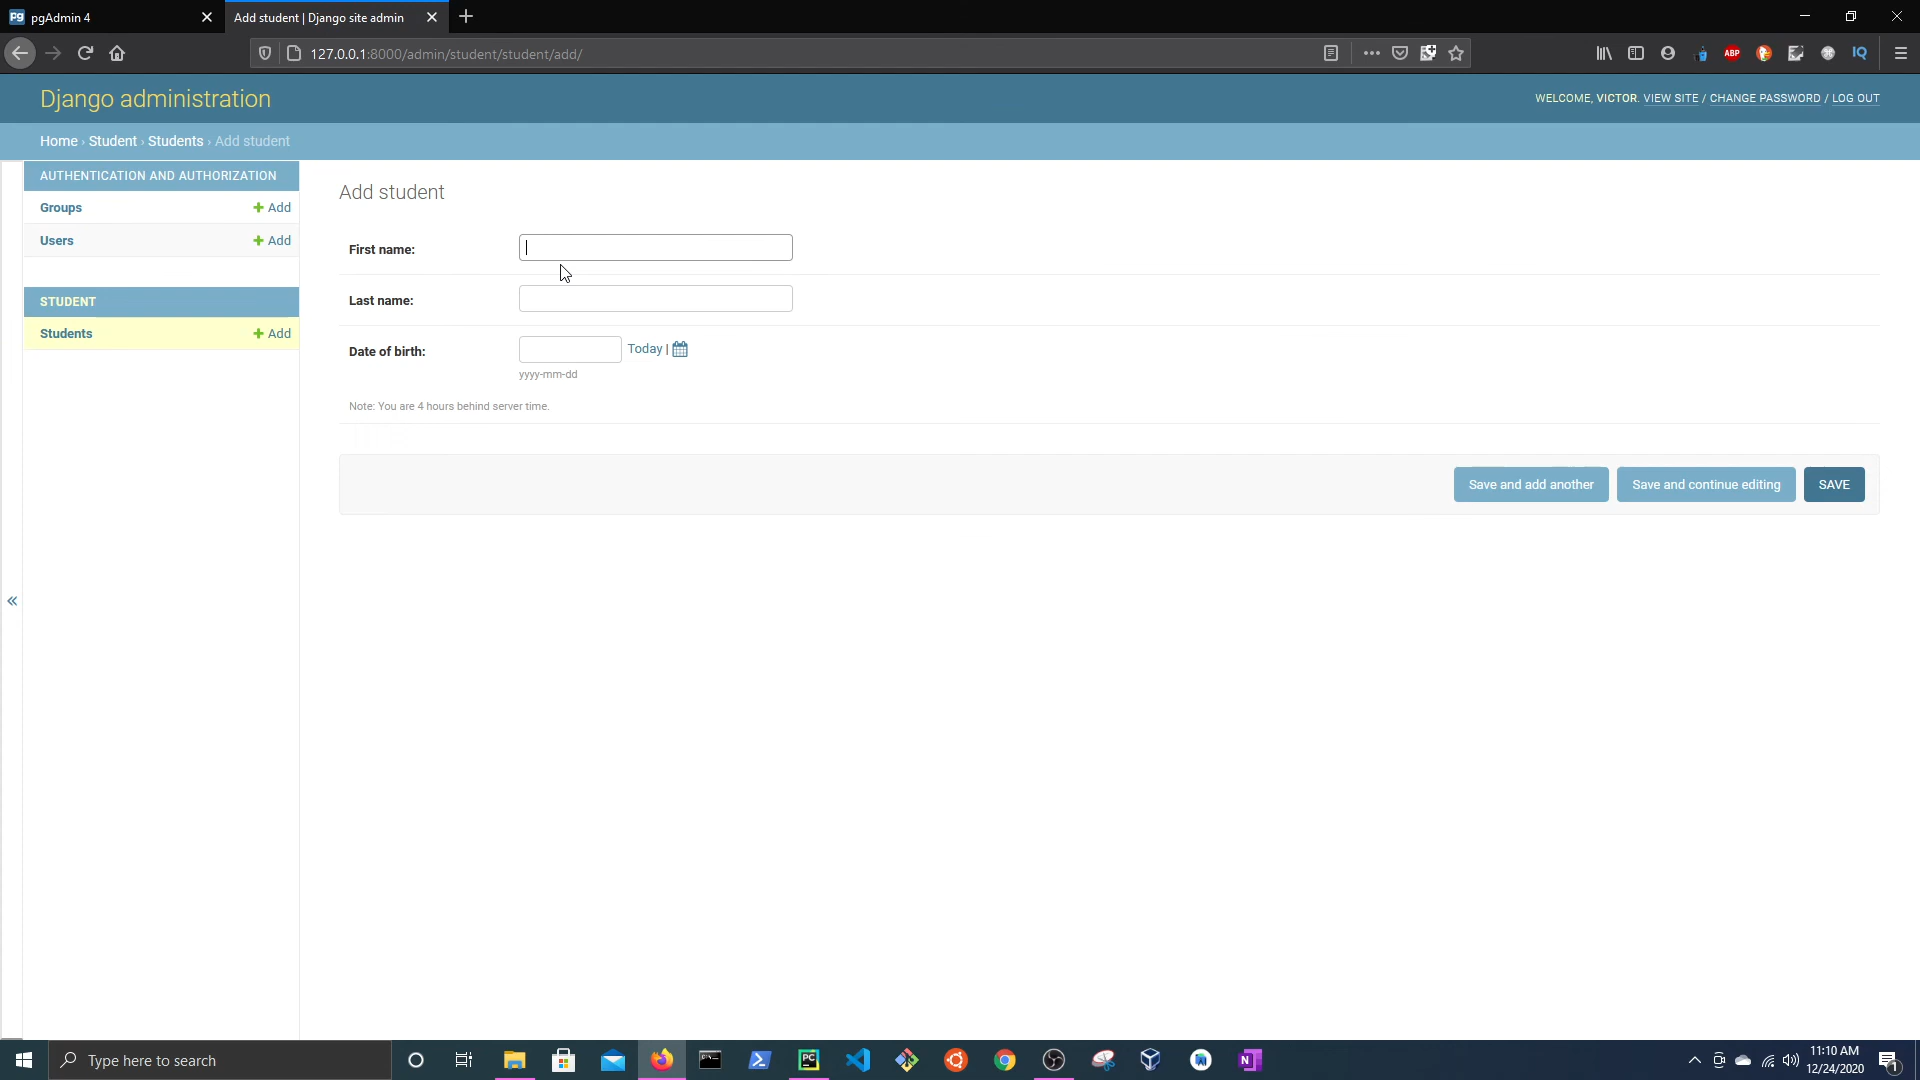 pgAdmin 4
Add student | Django site admin
127.0.0.1:8000/admin/student/student/add/
ABP
IQ
Django administration
WELCOME, VICTOR. VIEW SITE / CHANGE PASSWORD / LOG OUT
Home › Student › Students › Add student
AUTHENTICATION AND AUTHORIZATION
Groups + Add
Users + Add
STUDENT
Students + Add
Add student
First name:
Last name:
Date of birth: Today |
yyyy-mm-dd
Note: You are 4 hours behind server time.
Save and add another Save and continue editing SAVE
«
Type here to search
PC
N
11:10 AM
12/24/2020
1